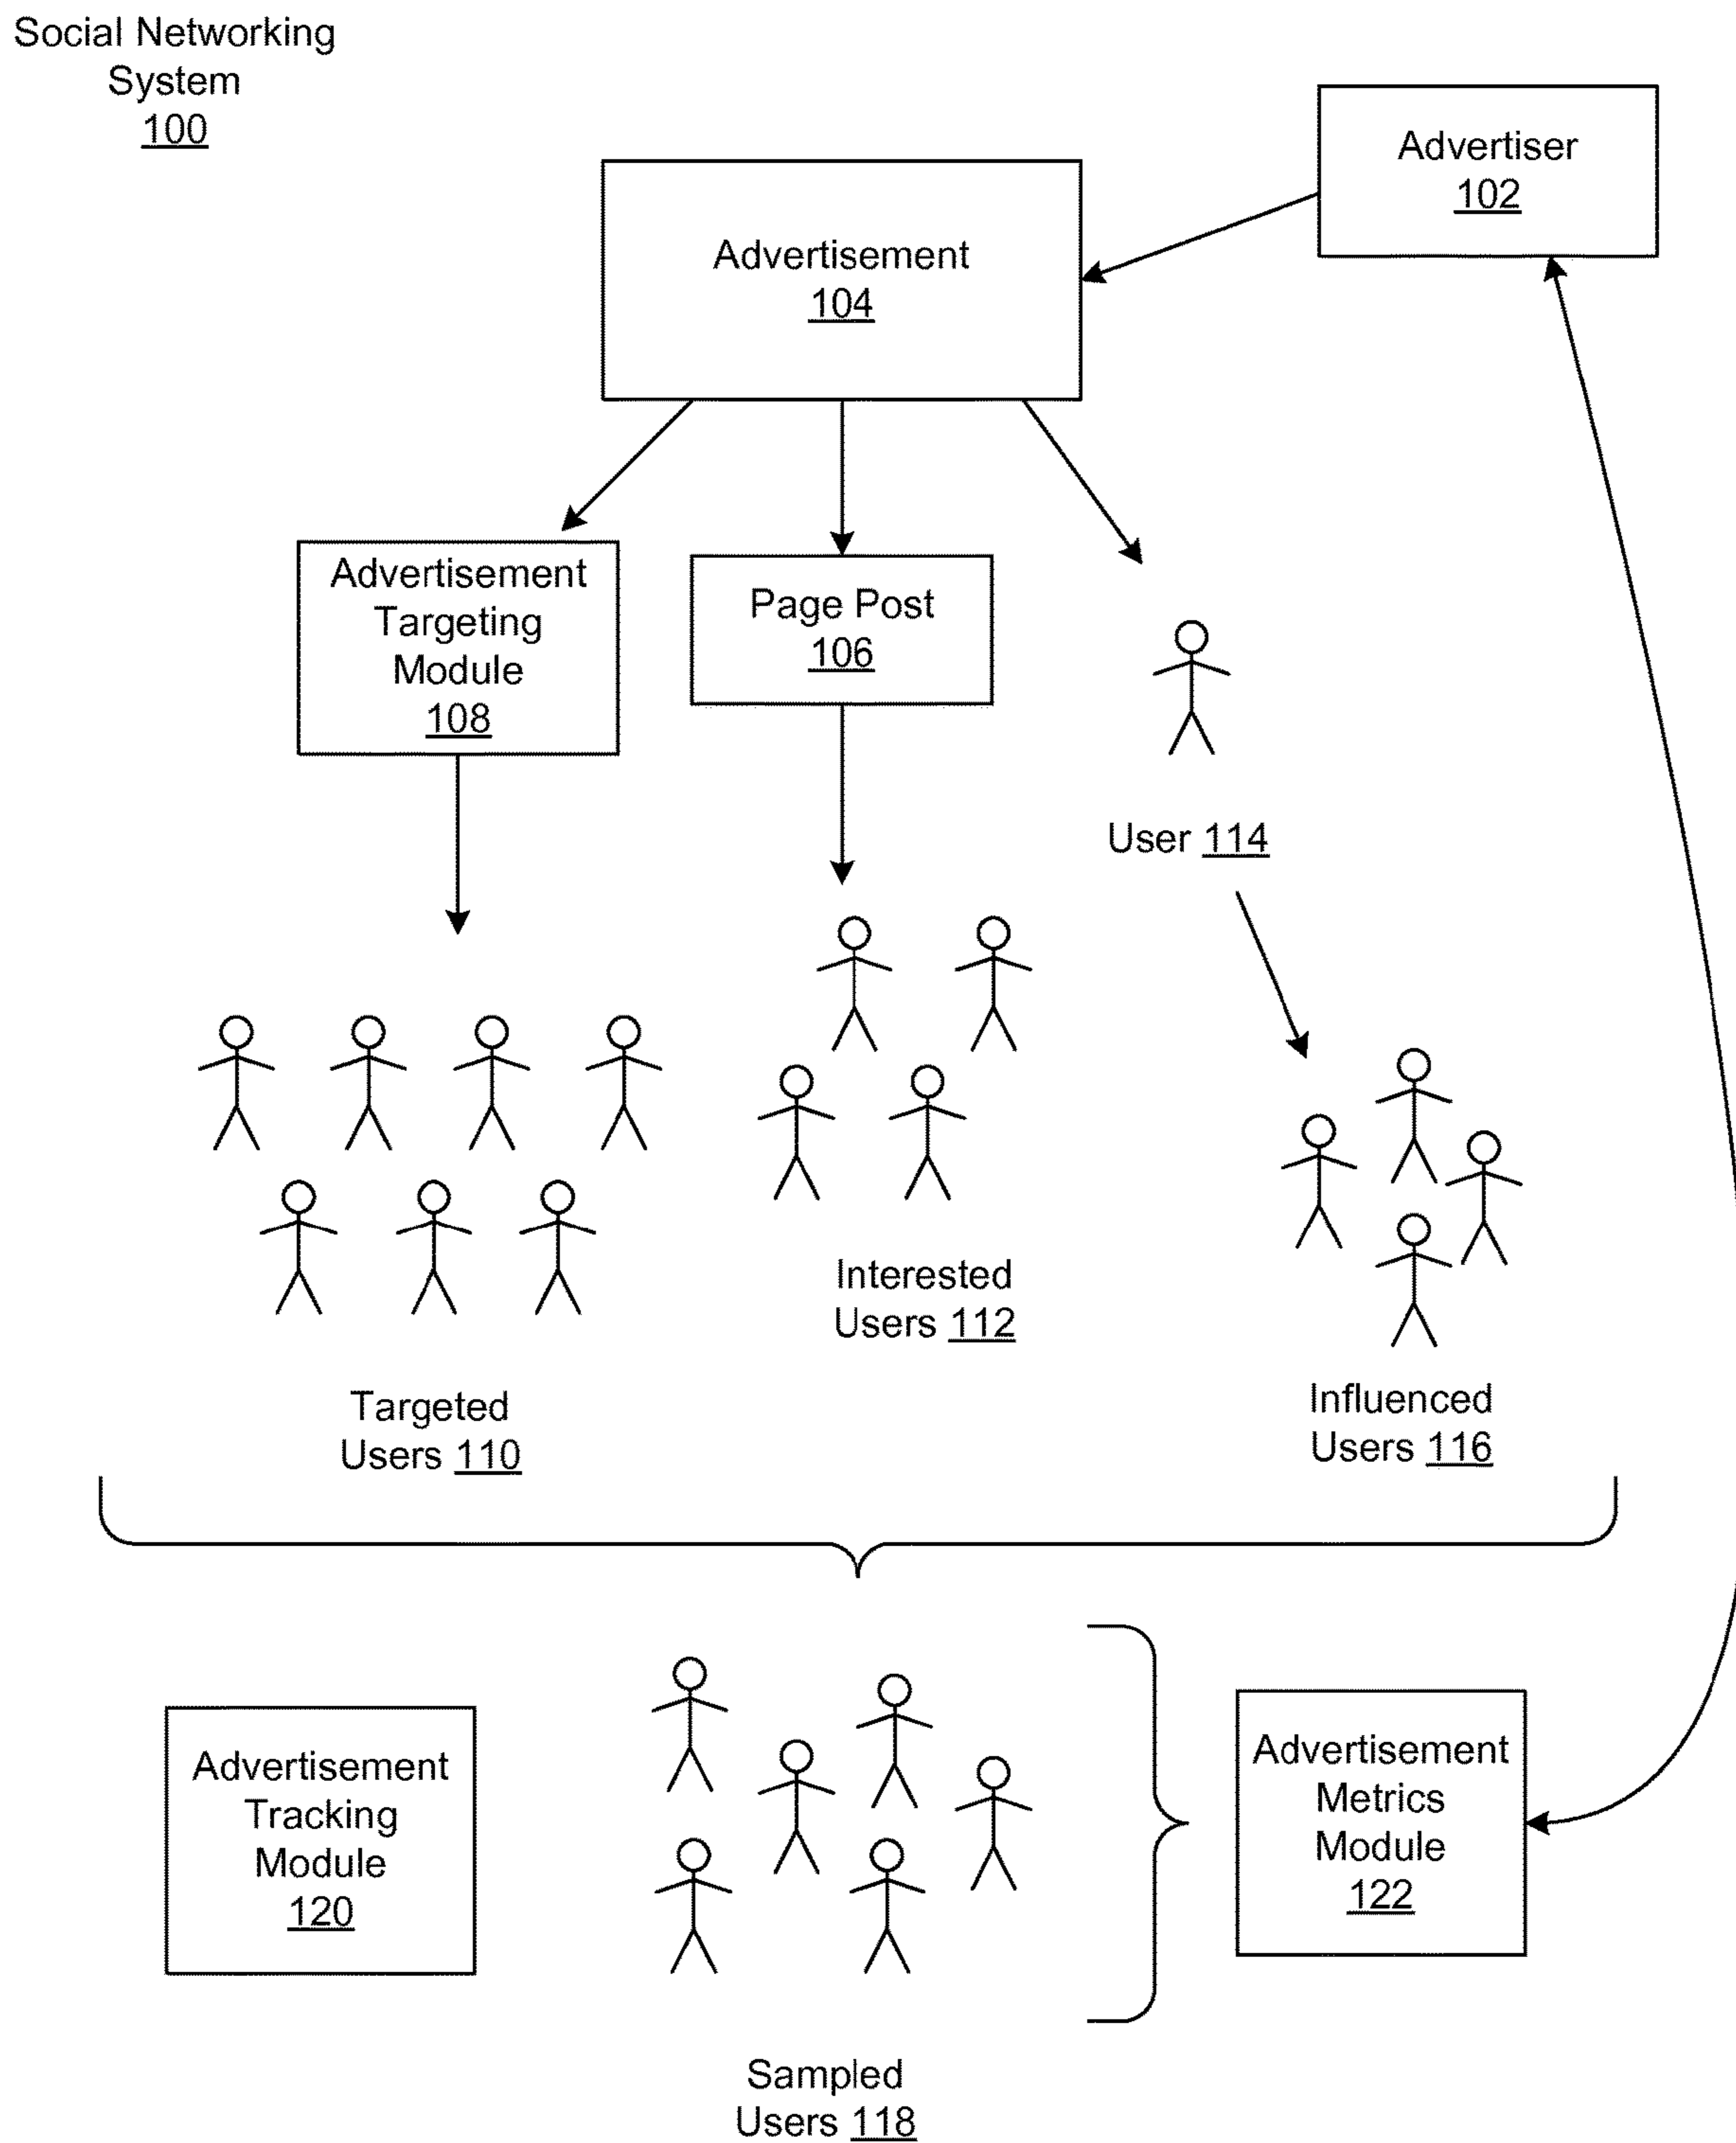 Social Networking
System
100
Advertiser
102
Advertisement
104
Advertisement
Targeting
Module
108
Page Post
106
User 114
Interested
Users 112
Targeted
Users 110
Influenced
Users 116
Advertisement
Tracking
Module
120
Advertisement
Metrics
Module
122
Sampled
Users 118